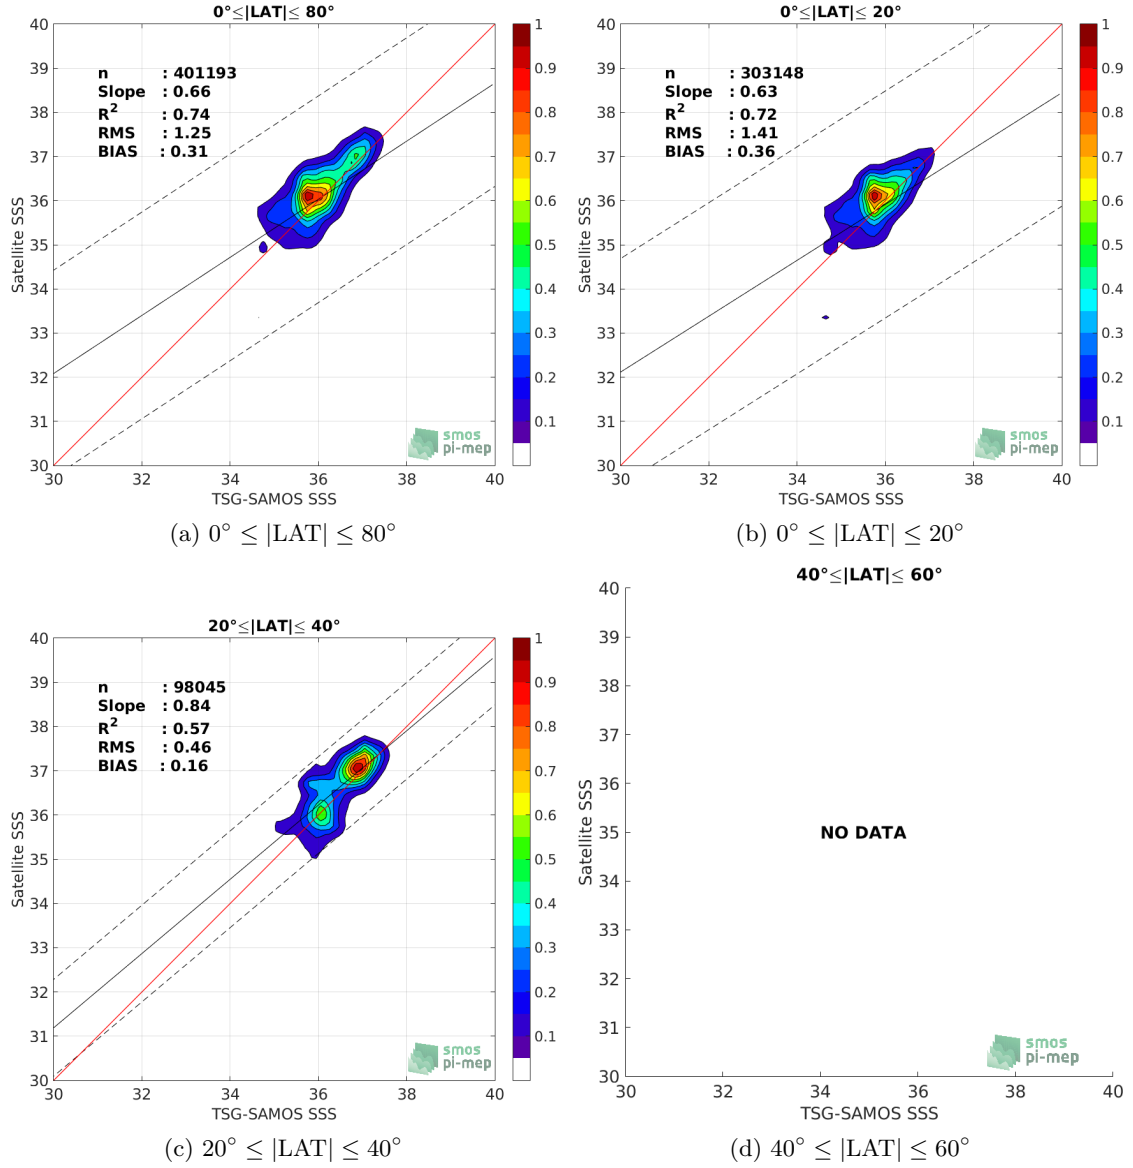 0°≤|LAT|≤ 80°
n : 401193
Slope : 0.66
R2 : 0.74
RMS : 1.25
BIAS : 0.31
Satellite SSS
40
39
38
37
36
35
34
33
32
31
30
30 32 34 36 38 40
TSG-SAMOS SSS
1
0.9
0.8
0.7
0.6
0.5
0.4
0.3
0.2
0.1
smos
pi-mep
(a) 0° ≤ |LAT| ≤ 80°
0°≤|LAT|≤ 20°
n : 303148
Slope : 0.63
R2 : 0.72
RMS : 1.41
BIAS : 0.36
Satellite SSS
40
39
38
37
36
35
34
33
32
31
30
30 32 34 36 38 40
TSG-SAMOS SSS
1
0.9
0.8
0.7
0.6
0.5
0.4
0.3
0.2
0.1
smos
pi-mep
(b) 0° ≤ |LAT| ≤ 20°
20°≤|LAT|≤ 40°
n : 98045
Slope : 0.84
R2 : 0.57
RMS : 0.46
BIAS : 0.16
Satellite SSS
40
39
38
37
36
35
34
33
32
31
30
30 32 34 36 38 40
TSG-SAMOS SSS
1
0.9
0.8
0.7
0.6
0.5
0.4
0.3
0.2
0.1
smos
pi-mep
(c) 20° ≤ |LAT| ≤ 40°
40°≤|LAT|≤ 60°
Satellite SSS
40
39
38
37
36
35
34
33
32
31
30
NO DATA
30 32 34 36 38 40
TSG-SAMOS SSS
smos
pi-mep
(d) 40° ≤ |LAT| ≤ 60°